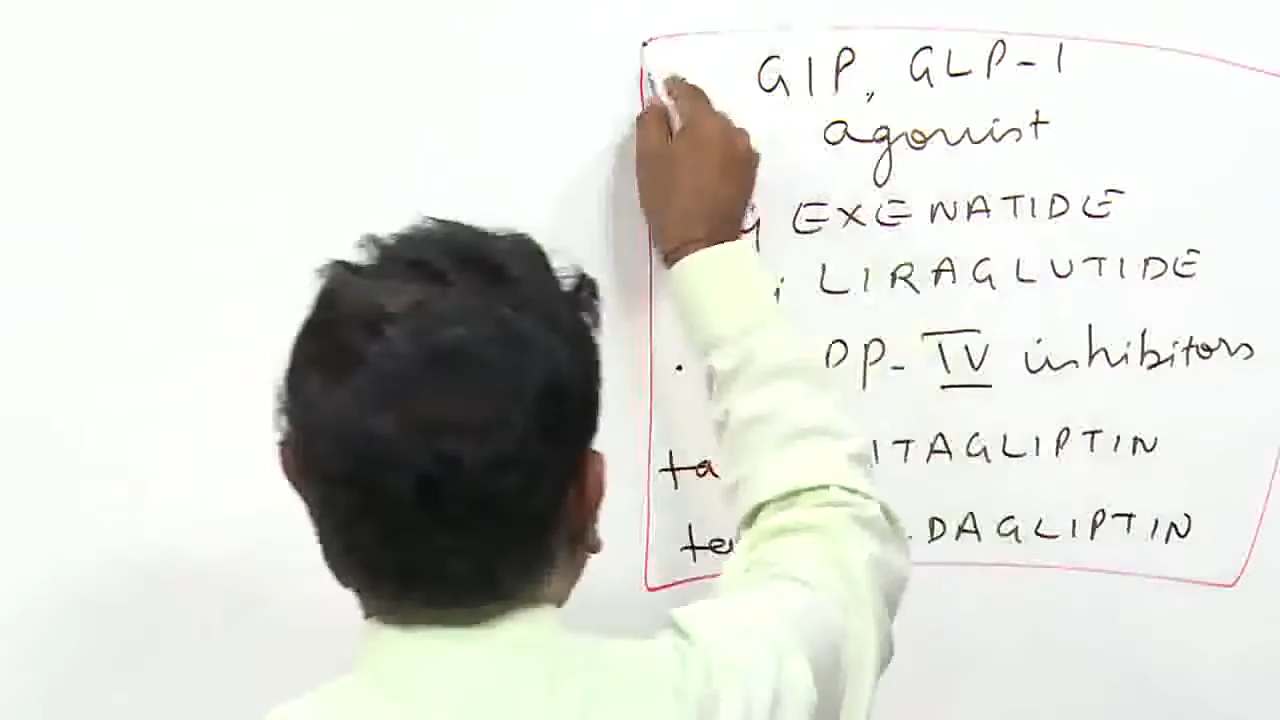 GIP, GLP-1
agonist
EXENATIDE
LIRAGLUTIDE
DP-IV inhibitors
ta ITAGLIPTIN
te DAGLIPTIN